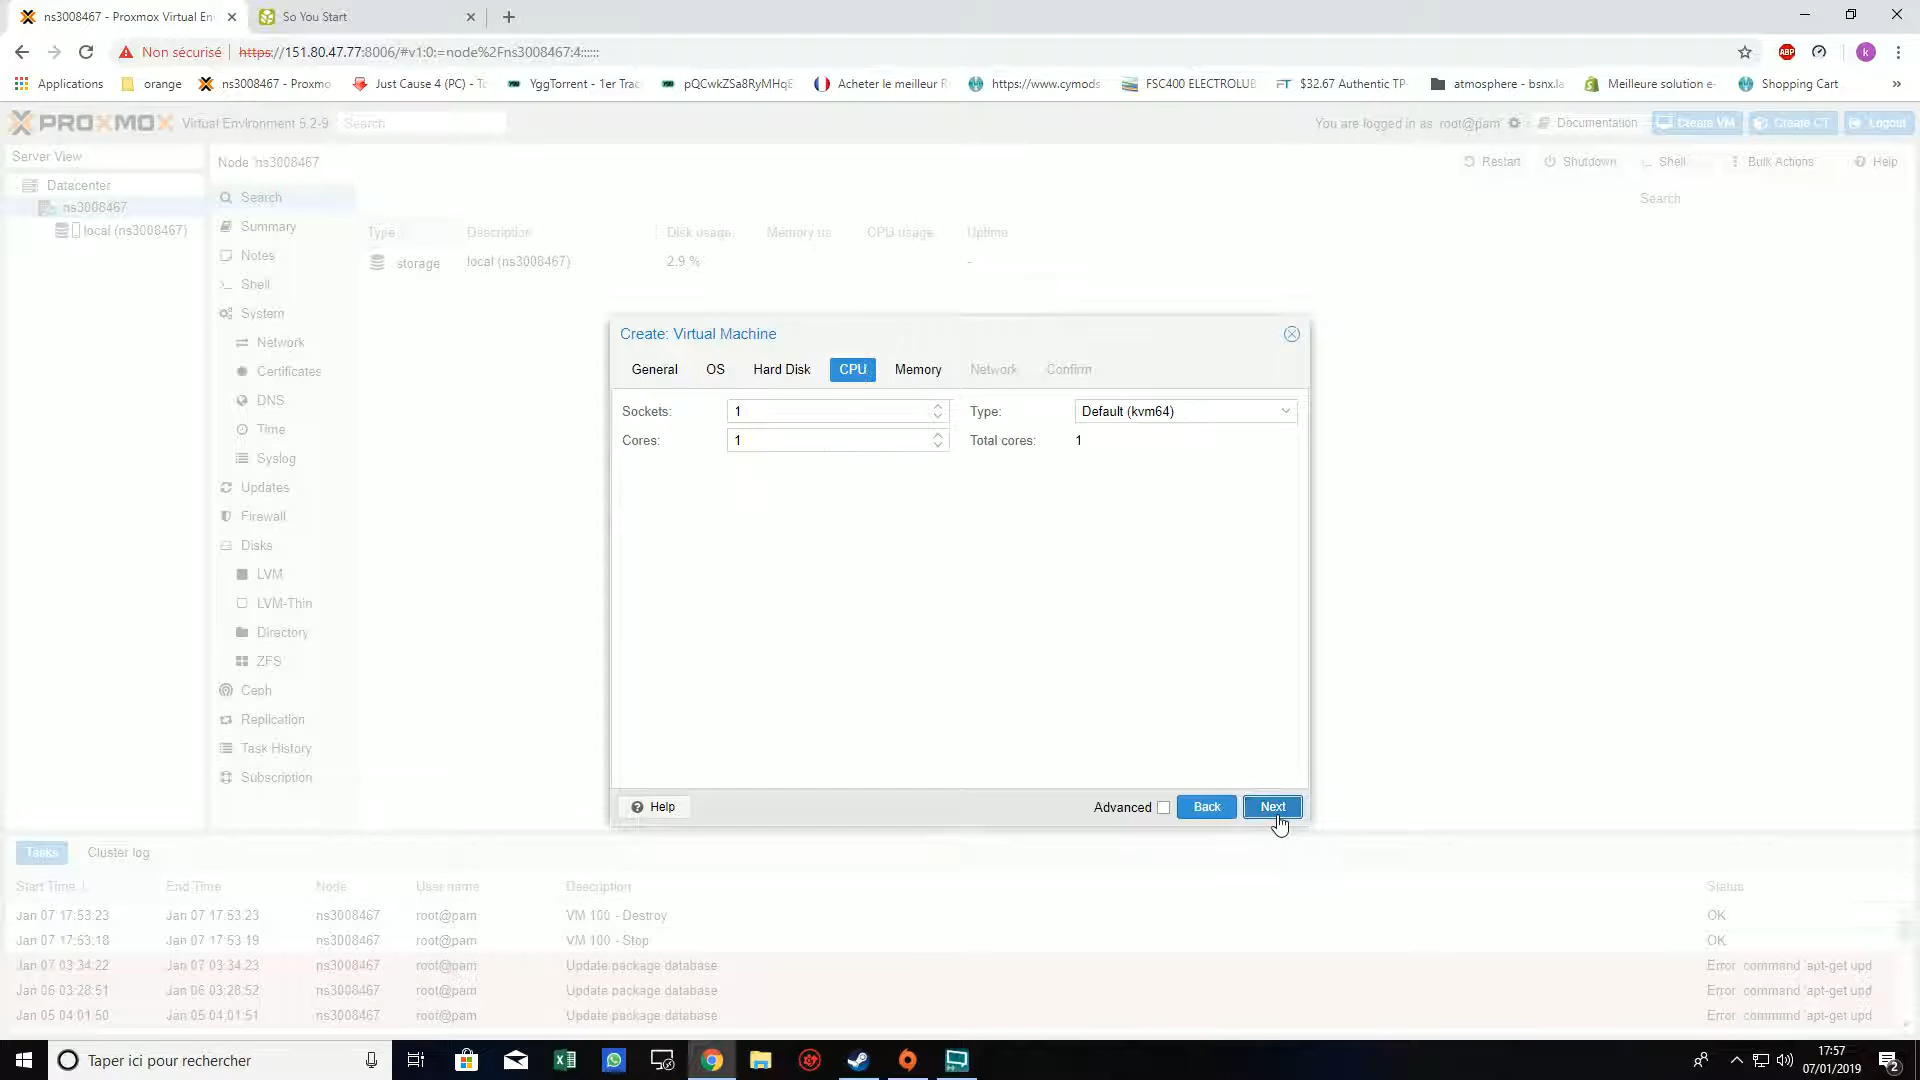 ns3008467 - Proxmox Virtual En
So You Start
Non sécurisé
https://151.80.47.77:8006/#v1:0:=node%2Fns3008467:4::::::
ABP
k
Applications
orange
ns3008467 - Proxmo
Just Cause 4 (PC) - To
YggTorrent - 1er Trac
pQCwkZSa8RyMHqE
Acheter le meilleur R
https://www.cymods
FSC400 ELECTROLUB
$32.67 Authentic TP-
atmosphere - bsnx.la
Meilleure solution e-
Shopping Cart
»
PROXMOX
Virtual Environment 5.2-9
Search
You are logged in as 'root@pam'
Documentation
Create VM
Create CT
Logout
Server View
Datacenter
ns3008467
local (ns3008467)
Node 'ns3008467'
Restart
Shutdown
Shell
Bulk Actions
Help
Search
Summary
Notes
Shell
System
Network
Certificates
DNS
Time
Syslog
Updates
Firewall
Disks
LVM
LVM-Thin
Directory
ZFS
Ceph
Replication
Task History
Subscription
Search
Type
Description
Disk usage
Memory us
CPU usage
Uptime
storage
local (ns3008467)
2.9 %
-
Create: Virtual Machine
General
OS
Hard Disk
CPU
Memory
Network
Confirm
Sockets:
1
Type:
Default (kvm64)
Cores:
1
Total cores:
1
Help
Advanced
Back
Next
Tasks
Cluster log
Start Time
End Time
Node
User name
Description
Status
Jan 07 17:53:23
Jan 07 17:53:23
ns3008467
root@pam
VM 100 - Destroy
OK
Jan 07 17:53:18
Jan 07 17:53:19
ns3008467
root@pam
VM 100 - Stop
OK
Jan 07 03:34:22
Jan 07 03:34:23
ns3008467
root@pam
Update package database
Error: command 'apt-get upd
Jan 06 03:28:51
Jan 06 03:28:52
ns3008467
root@pam
Update package database
Error: command 'apt-get upd
Jan 05 04:01:50
Jan 05 04:01:51
ns3008467
root@pam
Update package database
Error: command 'apt-get upd
Taper ici pour rechercher
17:57
07/01/2019
2